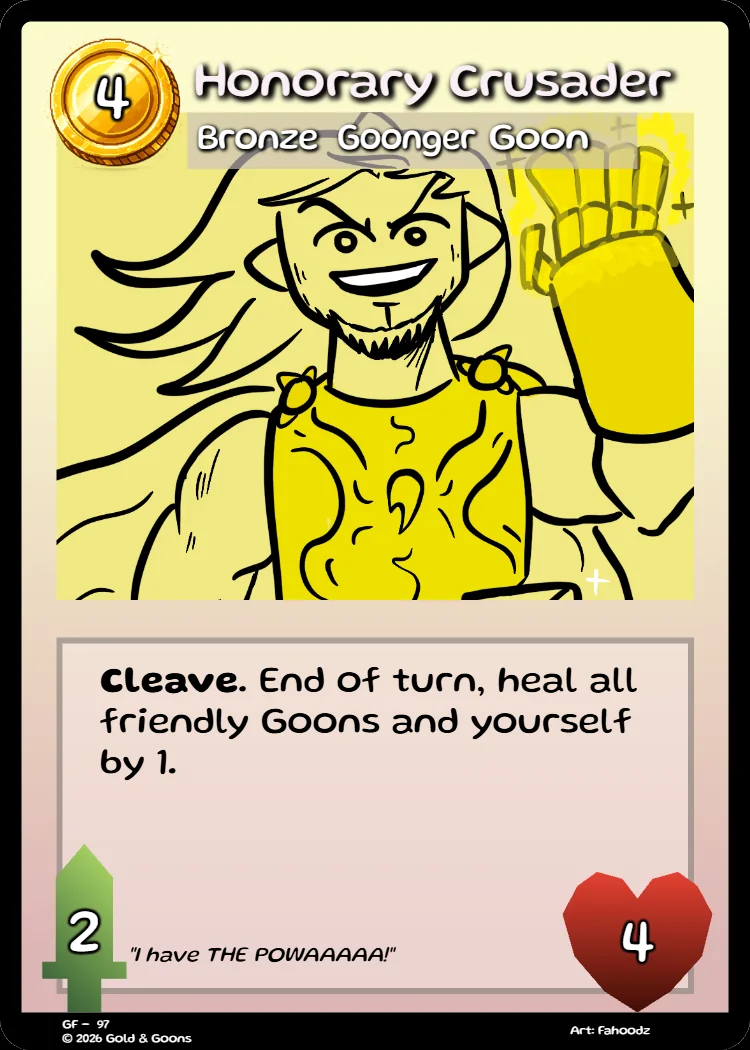 4
Honorary Crusader
Bronze Goonger Goon
Cleave. End of turn, heal all
friendly Goons and yourself
by 1.
2
"I have THE POWAAAAA!"
4
GF - 97
© 2026 Gold & Goons
Art: Fahoodz